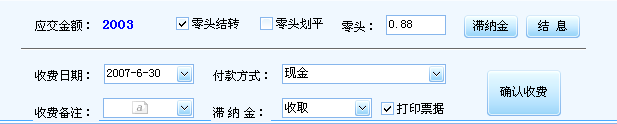 应交金额： 2003 零头结转 零头划平 零头： 0.88 滞纳金 结 息
收费日期： 2007-6-30 付款方式： 现金 确认收费
收费备注： a 滞 纳 金： 收取 打印票据